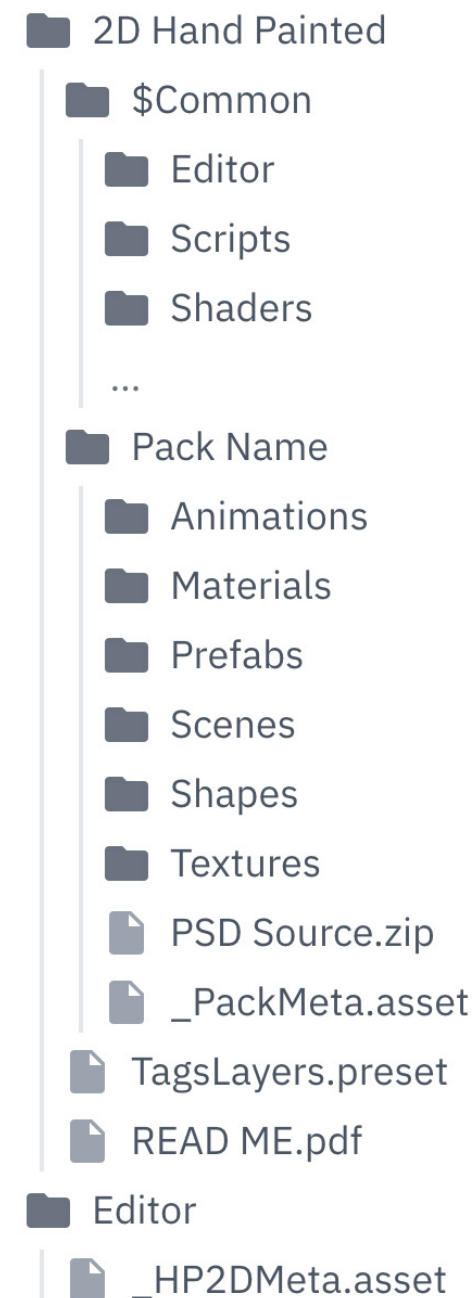 2D Hand Painted
$Common
Editor
Scripts
Shaders
...
Pack Name
Animations
Materials
Prefabs
Scenes
Shapes
Textures
PSD Source.zip
_PackMeta.asset
TagsLayers.preset
READ ME.pdf
Editor
_HP2DMeta.asset